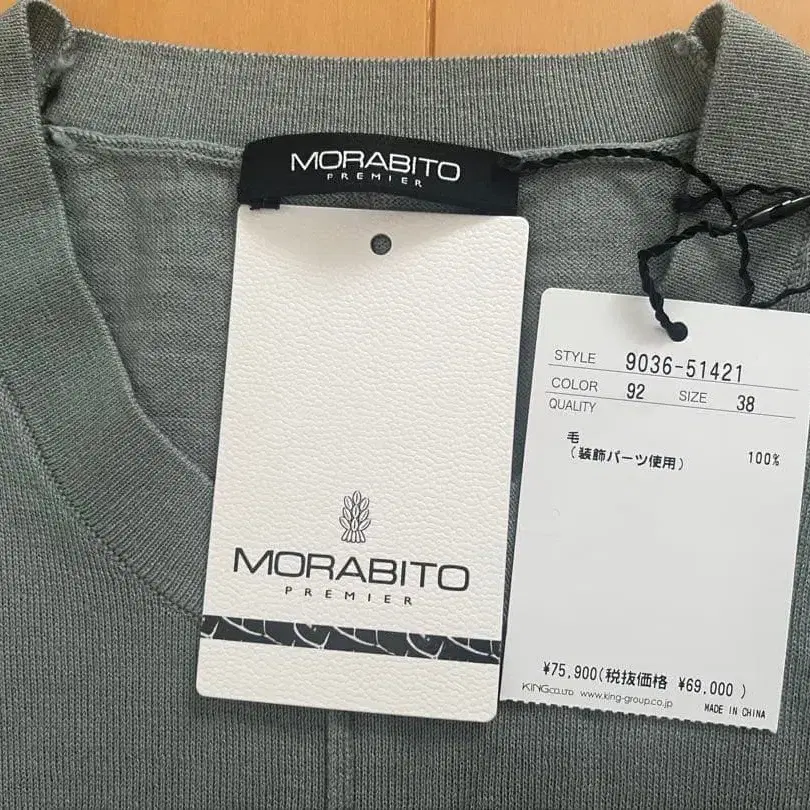 MORABITO
PREMIER
MORABITO
PREMIER
STYLE 9036-51421
COLOR 92 SIZE 38
QUALITY
毛 100%
(装飾パーツ使用)
¥75,900(税抜価格 ¥69,000)
KING CO.,LTD www.king-group.co.jp
MADE IN CHINA